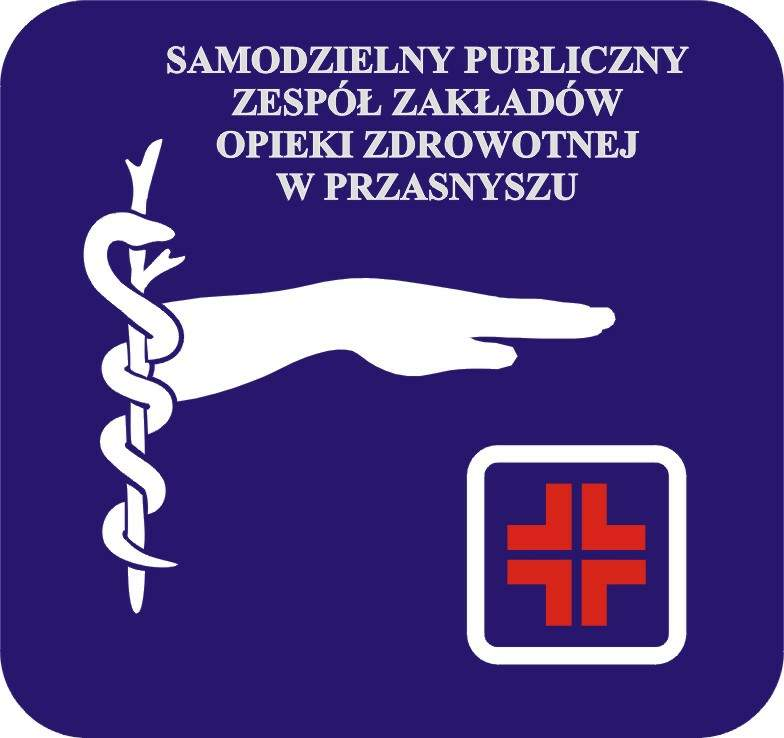 SAMODZIELNY PUBLICZNY
ZESPÓŁ ZAKŁADÓW
OPIEKI ZDROWOTNEJ
W PRZASNYSZU